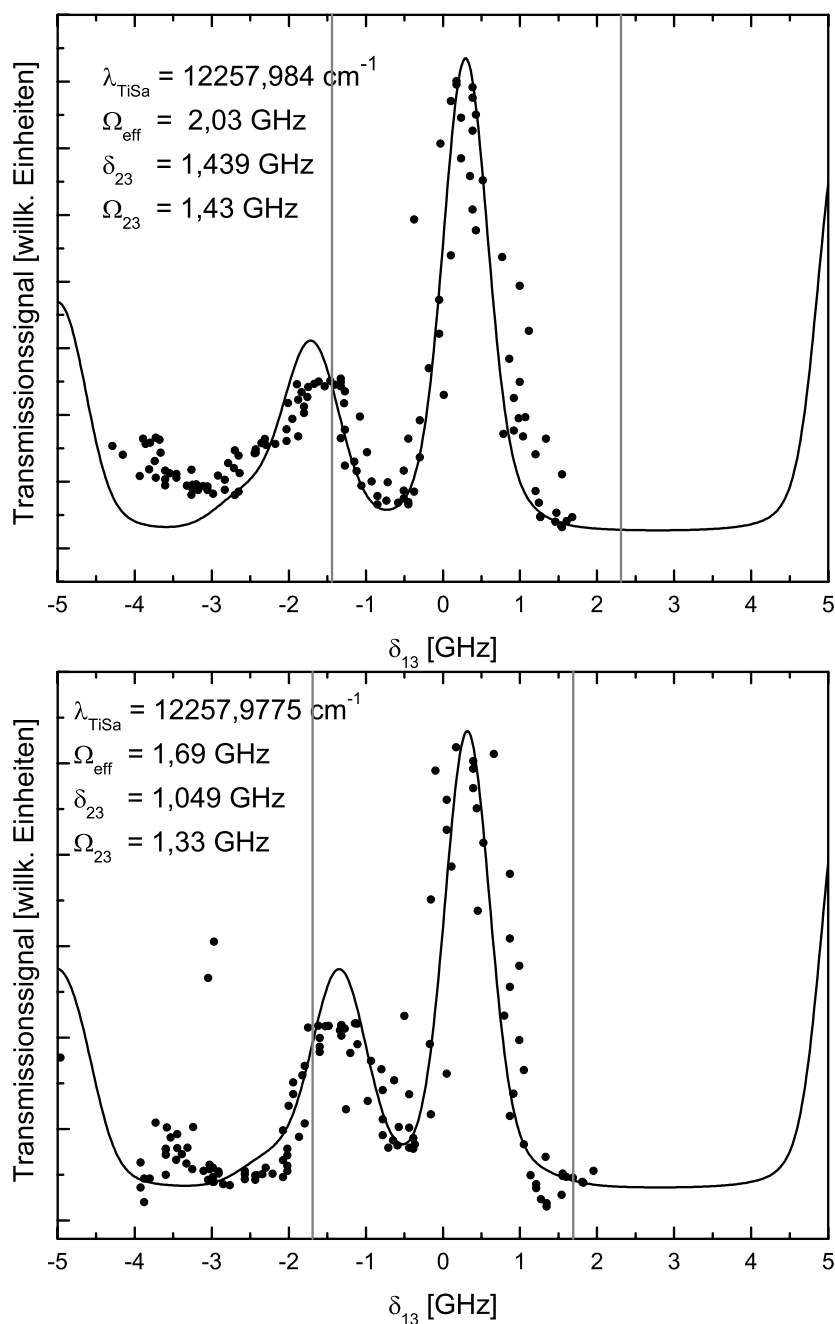 λTiSa = 12257,984 cm-1
Ωeff = 2,03 GHz
δ23 = 1,439 GHz
Ω23 = 1,43 GHz
Transmissionssignal [willk. Einheiten]
-5 -4 -3 -2 -1 0 1 2 3 4 5
δ13 [GHz]
λTiSa = 12257,9775 cm-1
Ωeff = 1,69 GHz
δ23 = 1,049 GHz
Ω23 = 1,33 GHz
Transmissionssignal [willk. Einheiten]
-5 -4 -3 -2 -1 0 1 2 3 4 5
δ13 [GHz]